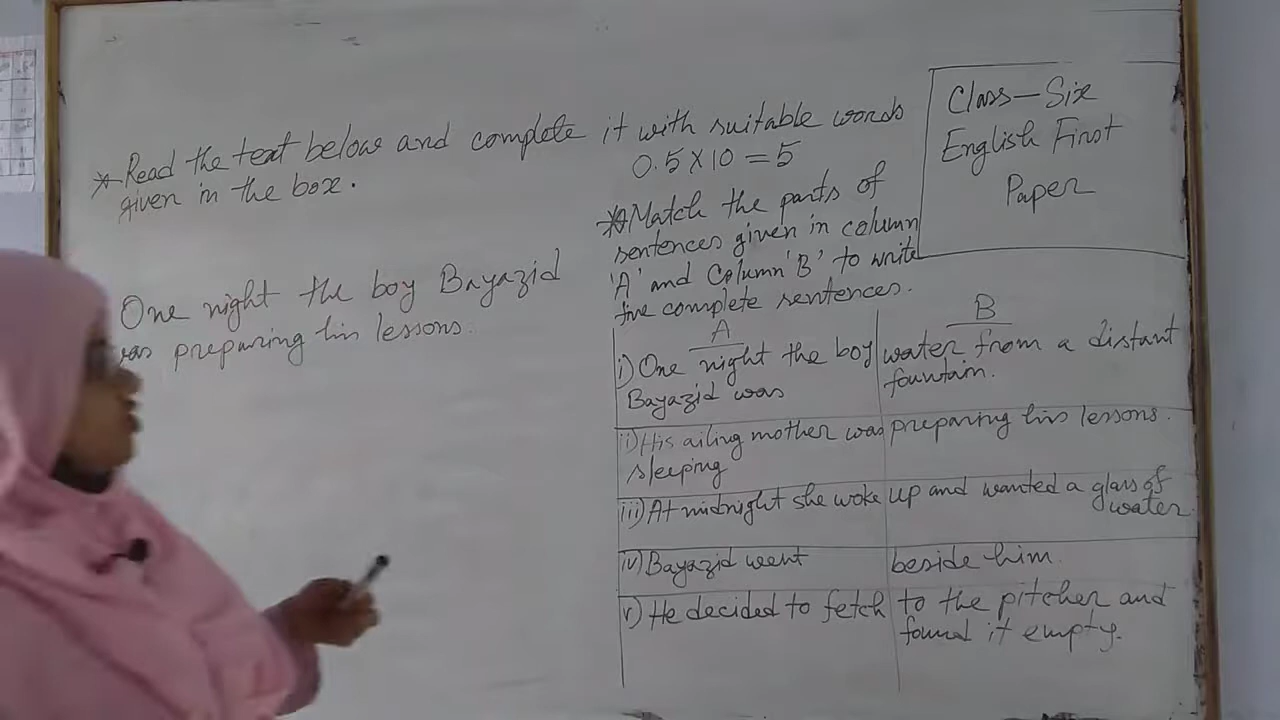 * Read the text below and complete it with suitable words
given in the box.
0.5 × 10 = 5
One night the boy Bayazid
was preparing his lessons.
* Match the parts of
sentences given in column
'A' and Column 'B' to write
five complete sentences.
A
B
i) One night the boy
Bayazid was
water from a distant
fountain.
ii) His ailing mother was
sleeping
preparing his lessons.
iii) At midnight she woke
up and wanted a glass of
water.
iv) Bayazid went
beside him.
v) He decided to fetch
to the pitcher and
found it empty.
Class – Six
English First
Paper